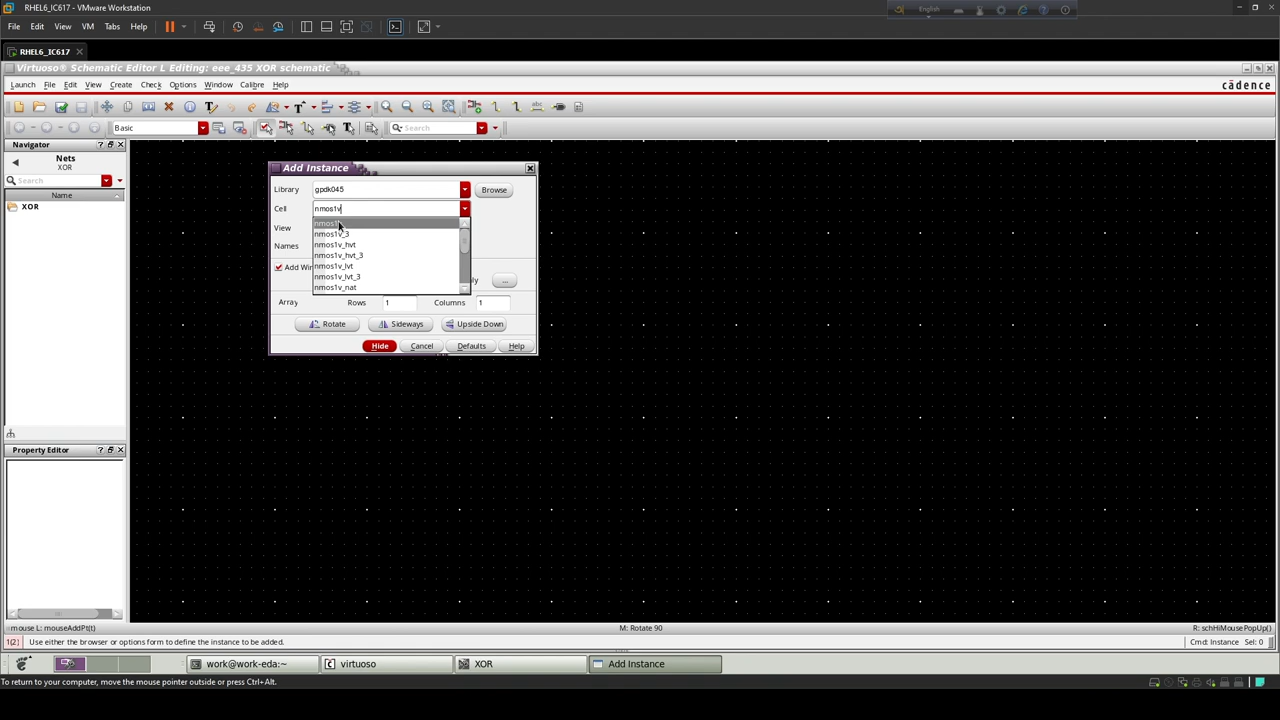 RHEL6_IC617 - VMware Workstation
English
File Edit View VM Tabs Help
RHEL6_IC617
Virtuoso® Schematic Editor L Editing: eee_435 XOR schematic
Launch File Edit View Create Check Options Window Calibre Help
cādence
Basic
Search
Navigator
Nets
XOR
Search
Name
XOR
Property Editor
Add Instance
Library gpdk045 Browse
Cell nmos1v
View
Names
nmos1v_3
nmos1v_hvt
nmos1v_hvt_3
nmos1v_lvt
nmos1v_lvt_3
nmos1v_nat
...
Array Rows 1 Columns 1
Rotate Sideways Upside Down
Hide Cancel Defaults Help
mouse L: mouseAddPt(t) M: Rotate 90 R: schHiMousePopUp()
1(2) Use either the browser or options form to define the instance to be added. Cmd: Instance Sel: 0
work@work-eda:~ virtuoso XOR Add Instance
To return to your computer, move the mouse pointer outside or press Ctrl+Alt.